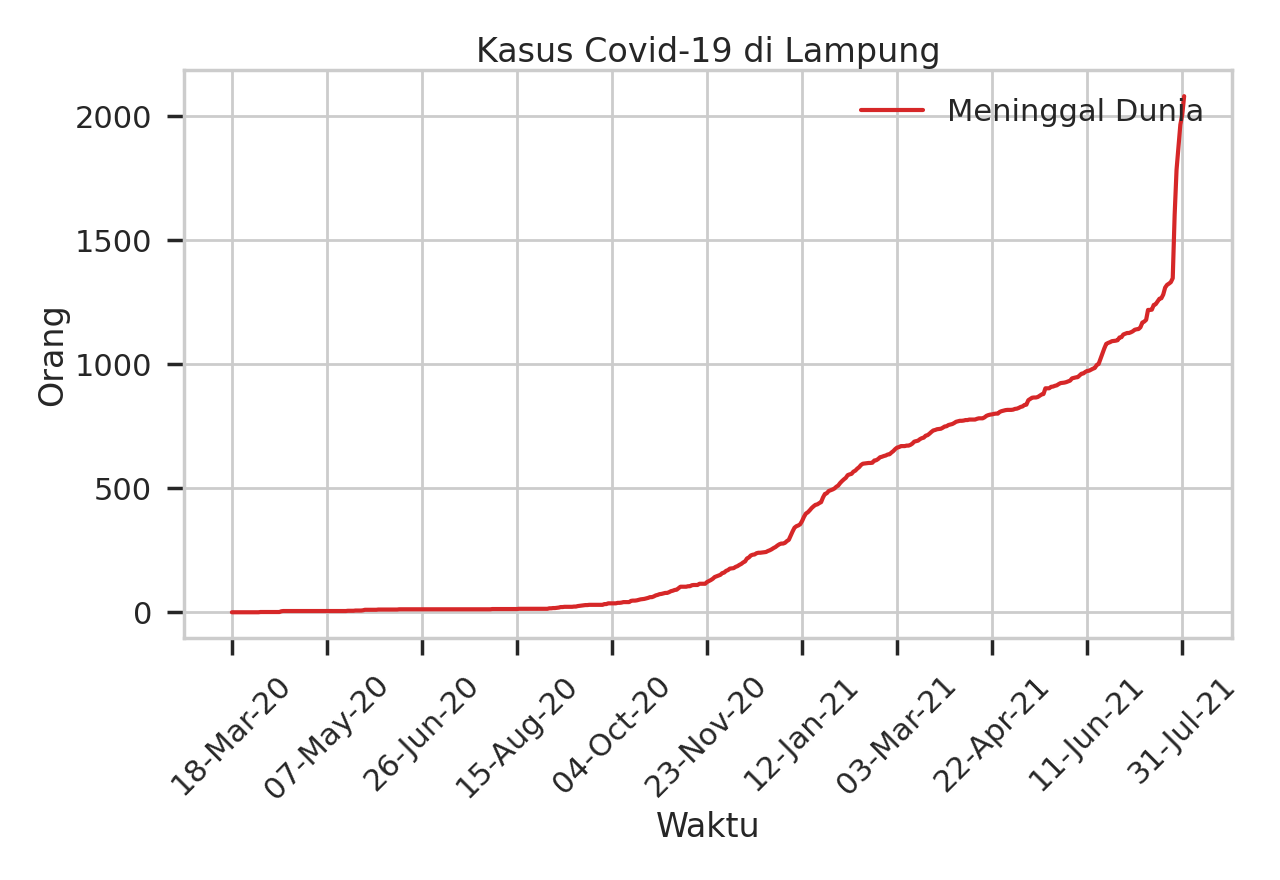 Kasus Covid-19 di Lampung
Meninggal Dunia
2000
1500
1000
500
0
Orang
18-Mar-20
07-May-20
26-Jun-20
15-Aug-20
04-Oct-20
23-Nov-20
12-Jan-21
03-Mar-21
22-Apr-21
11-Jun-21
31-Jul-21
Waktu